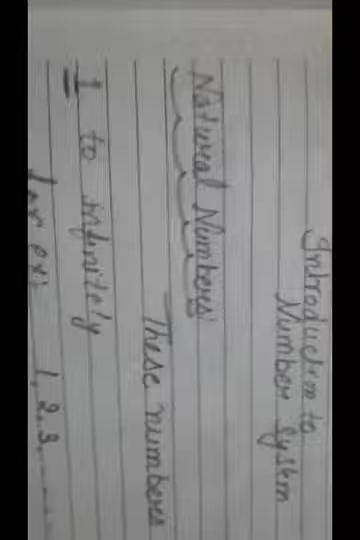 Introduction to
Number System
Natural Numbers
These numbers
1 to infinitely
for ex: 1, 2, 3, .....